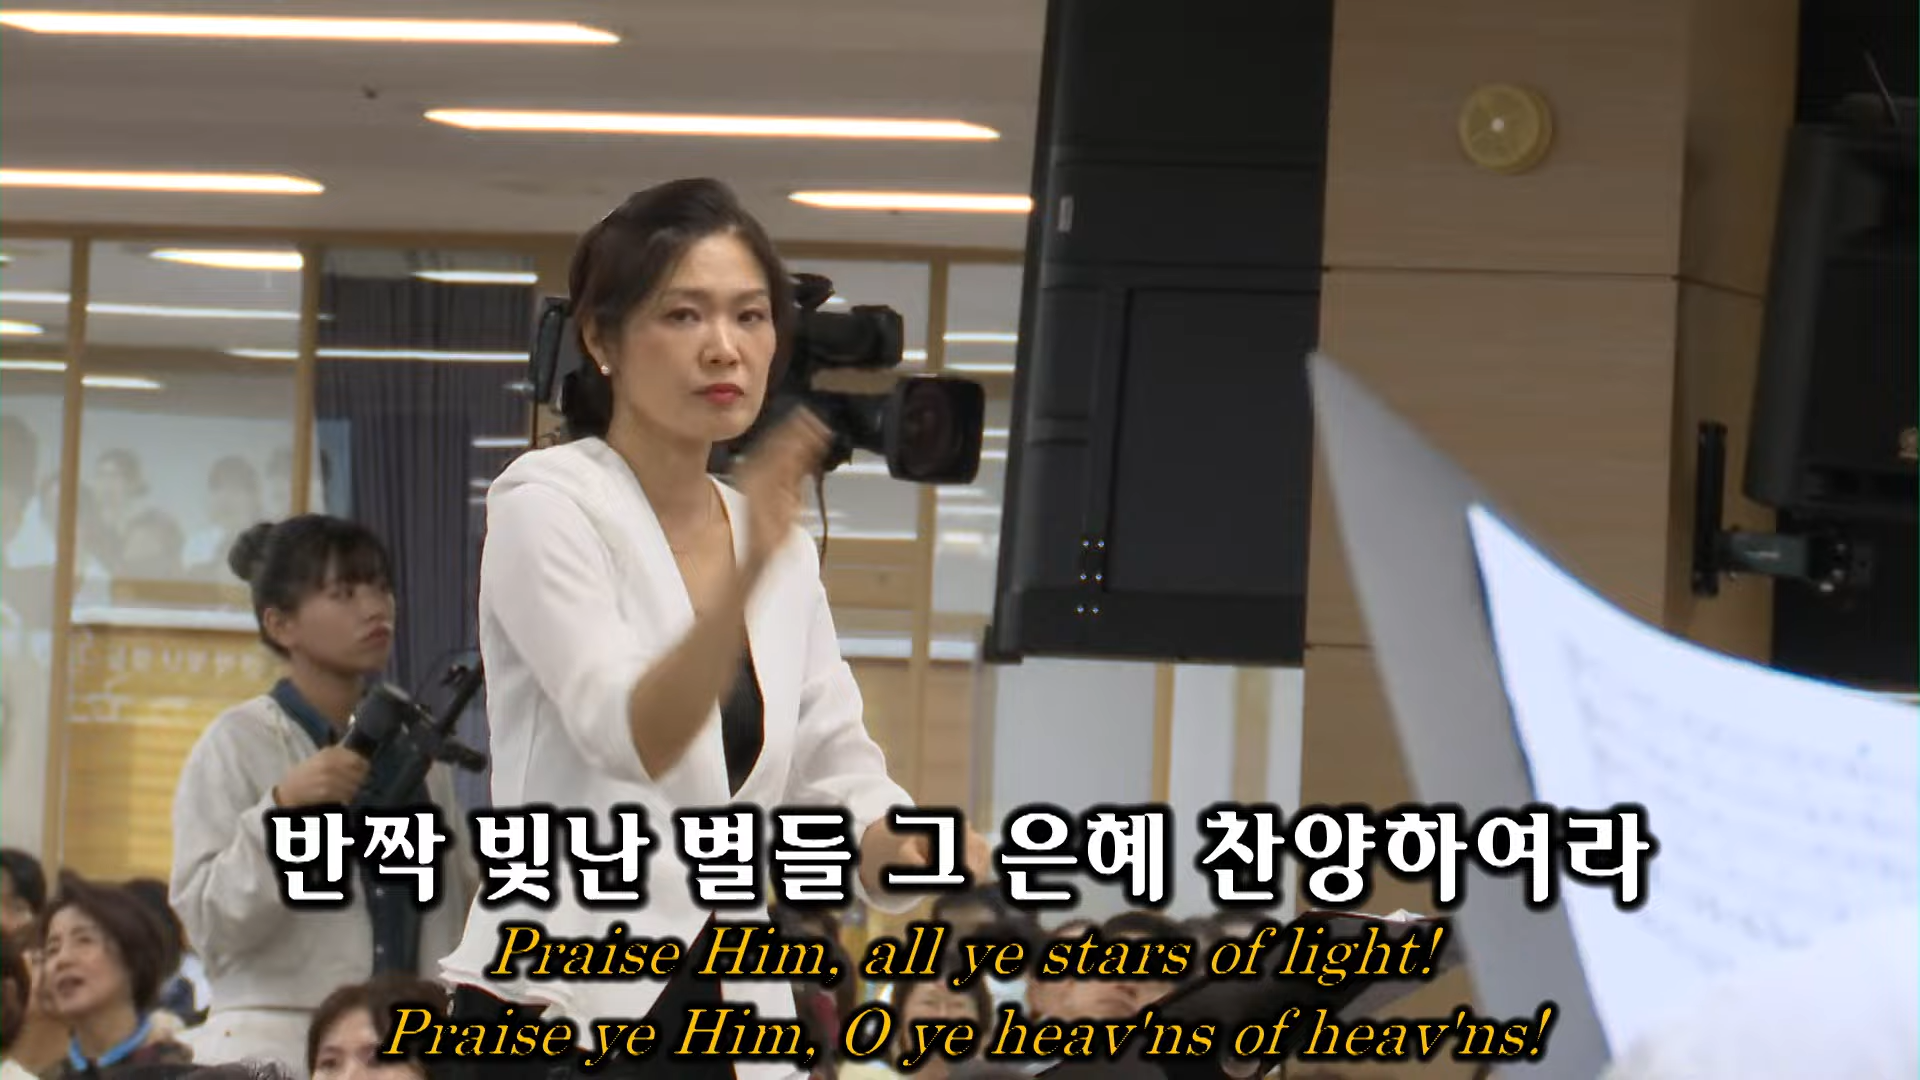 반짝 빛난 별들 그 은혜 찬양하여라
Praise Him, all ye stars of light!
Praise ye Him, O ye heav'ns of heav'ns!